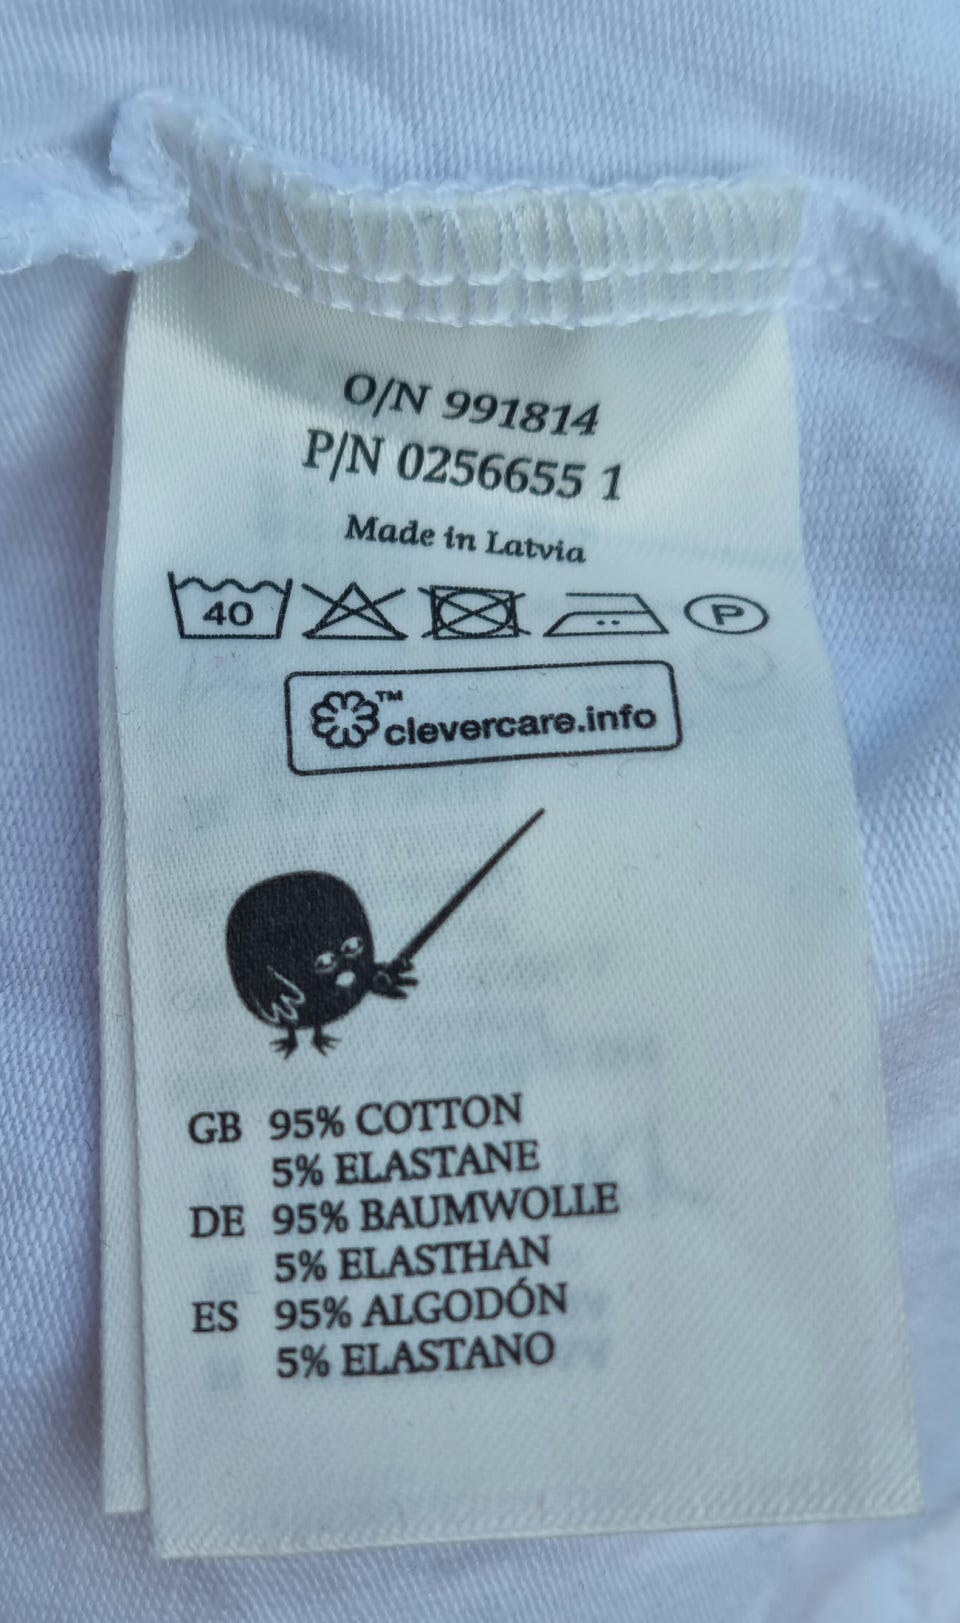 O/N 991814
P/N 0256655 1
Made in Latvia
40 P
™ clevercare.info
GB 95% COTTON
5% ELASTANE
DE 95% BAUMWOLLE
5% ELASTHAN
ES 95% ALGODÓN
5% ELASTANO